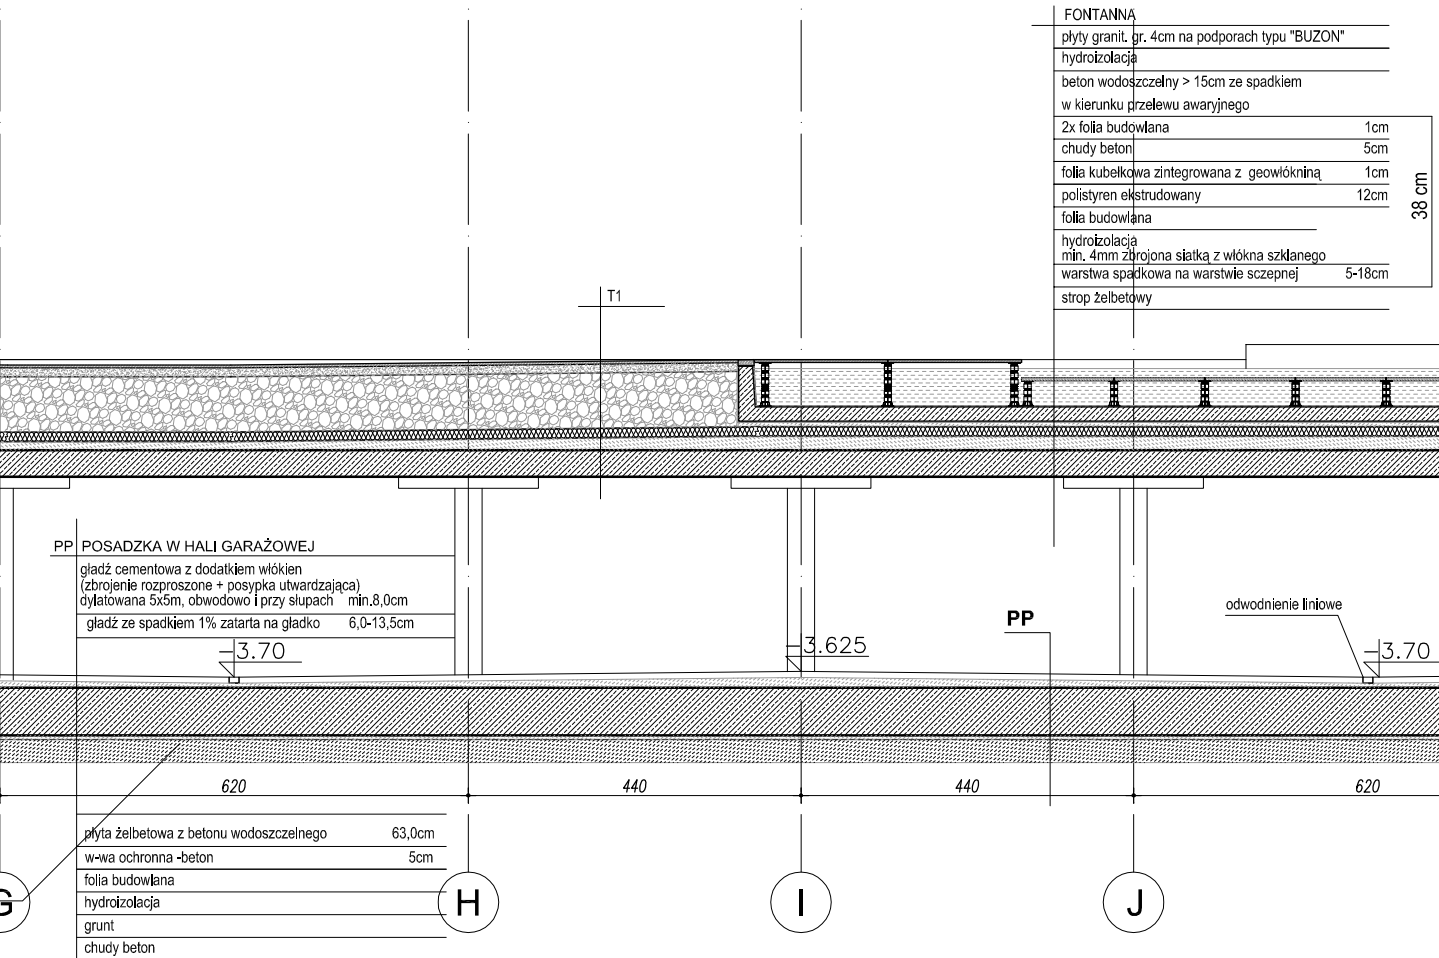 FONTANNA
płyty granit. gr. 4cm na podporach typu "BUZON"
hydroizolacja
beton wodoszczelny > 15cm ze spadkiem
w kierunku przelewu awaryjnego
2x folia budowlana 1cm
chudy beton 5cm
folia kubełkowa zintegrowana z geowłókniną 1cm
polistyren ekstrudowany 12cm
folia budowlana
hydroizolacja
min. 4mm zbrojona siatką z włókna szklanego
warstwa spadkowa na warstwie sczepnej 5-18cm
strop żelbetowy
38 cm
T1
PP POSADZKA W HALI GARAŻOWEJ
gładź cementowa z dodatkiem włókien
(zbrojenie rozproszone + posypka utwardzająca)
dylatowana 5x5m, obwodowo i przy słupach min.8,0cm
gładź ze spadkiem 1% zatarta na gładko 6,0-13,5cm
-3.70
-3.625
PP
odwodnienie liniowe
-3.70
620 440 440 620
płyta żelbetowa z betonu wodoszczelnego 63,0cm
w-wa ochronna -beton 5cm
folia budowlana
hydroizolacja
grunt
chudy beton
G H I J